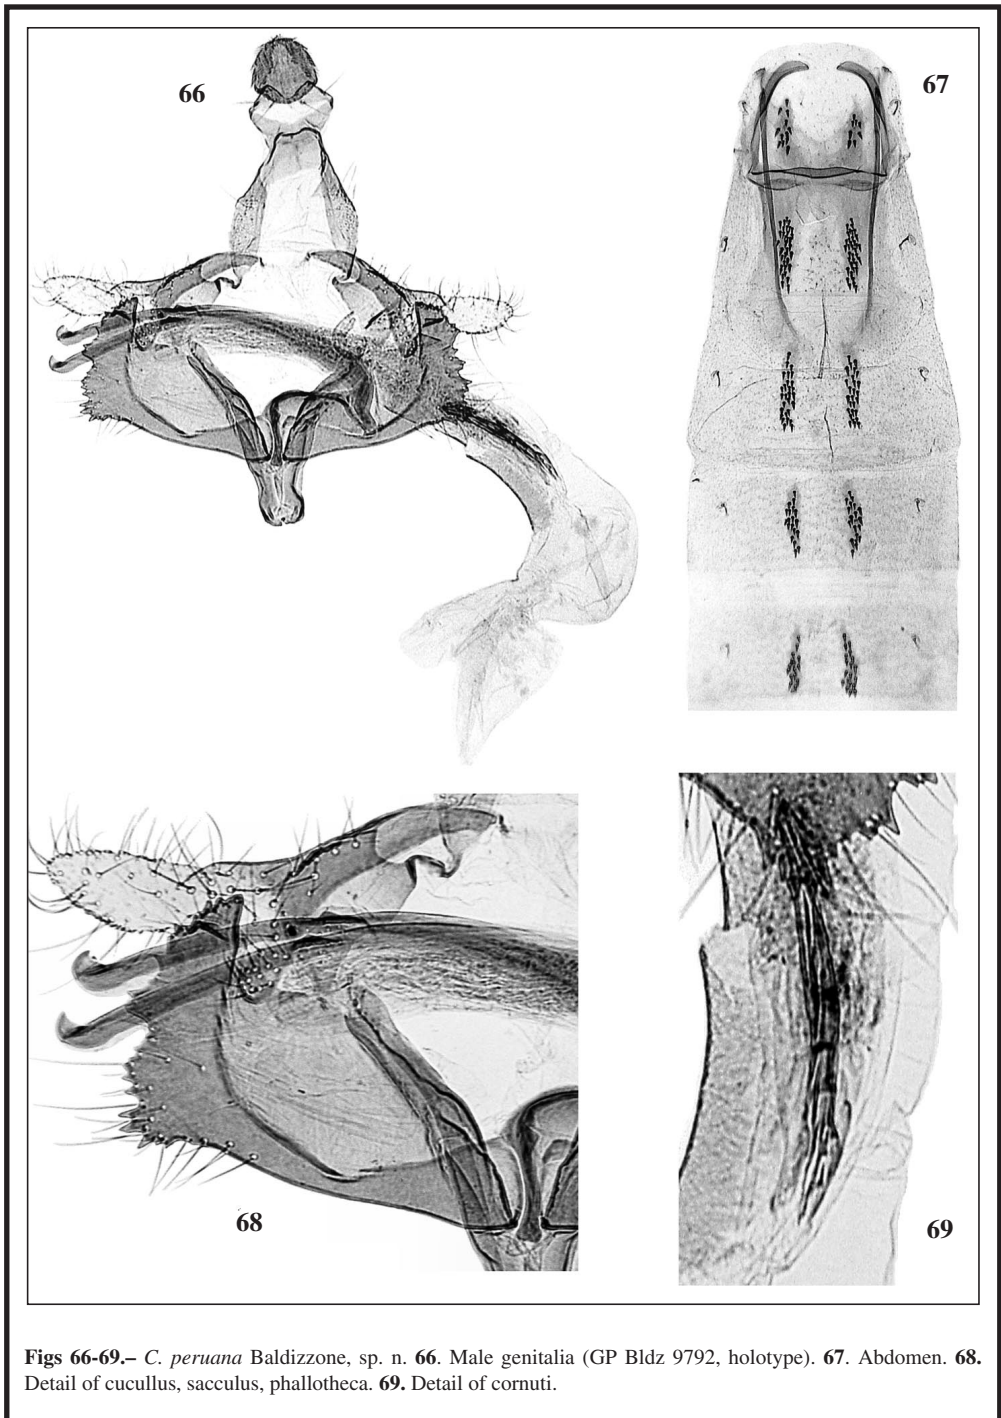 66
67
68
69
Figs 66-69.– C. peruana Baldizzone, sp. n. 66. Male genitalia (GP Bldz 9792, holotype). 67. Abdomen. 68.
Detail of cucullus, sacculus, phallotheca. 69. Detail of cornuti.